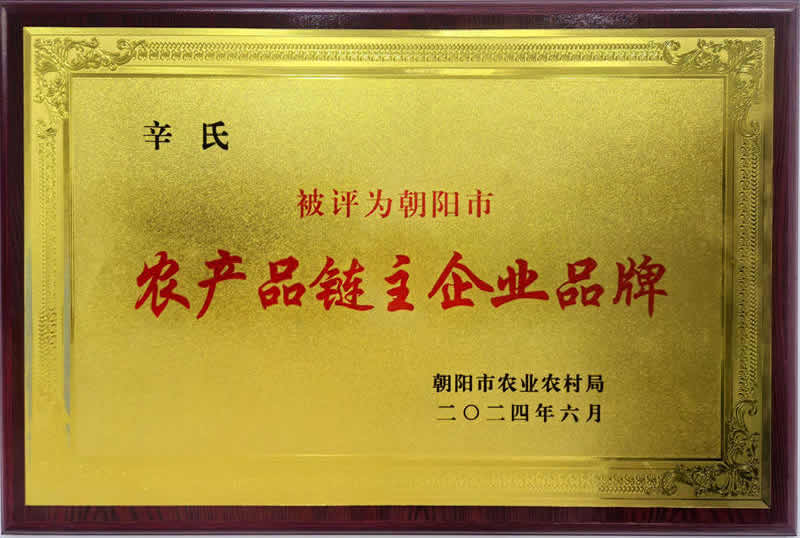 辛氏
被评为朝阳市
农产品链主企业品牌
朝阳市农业农村局
二〇二四年六月